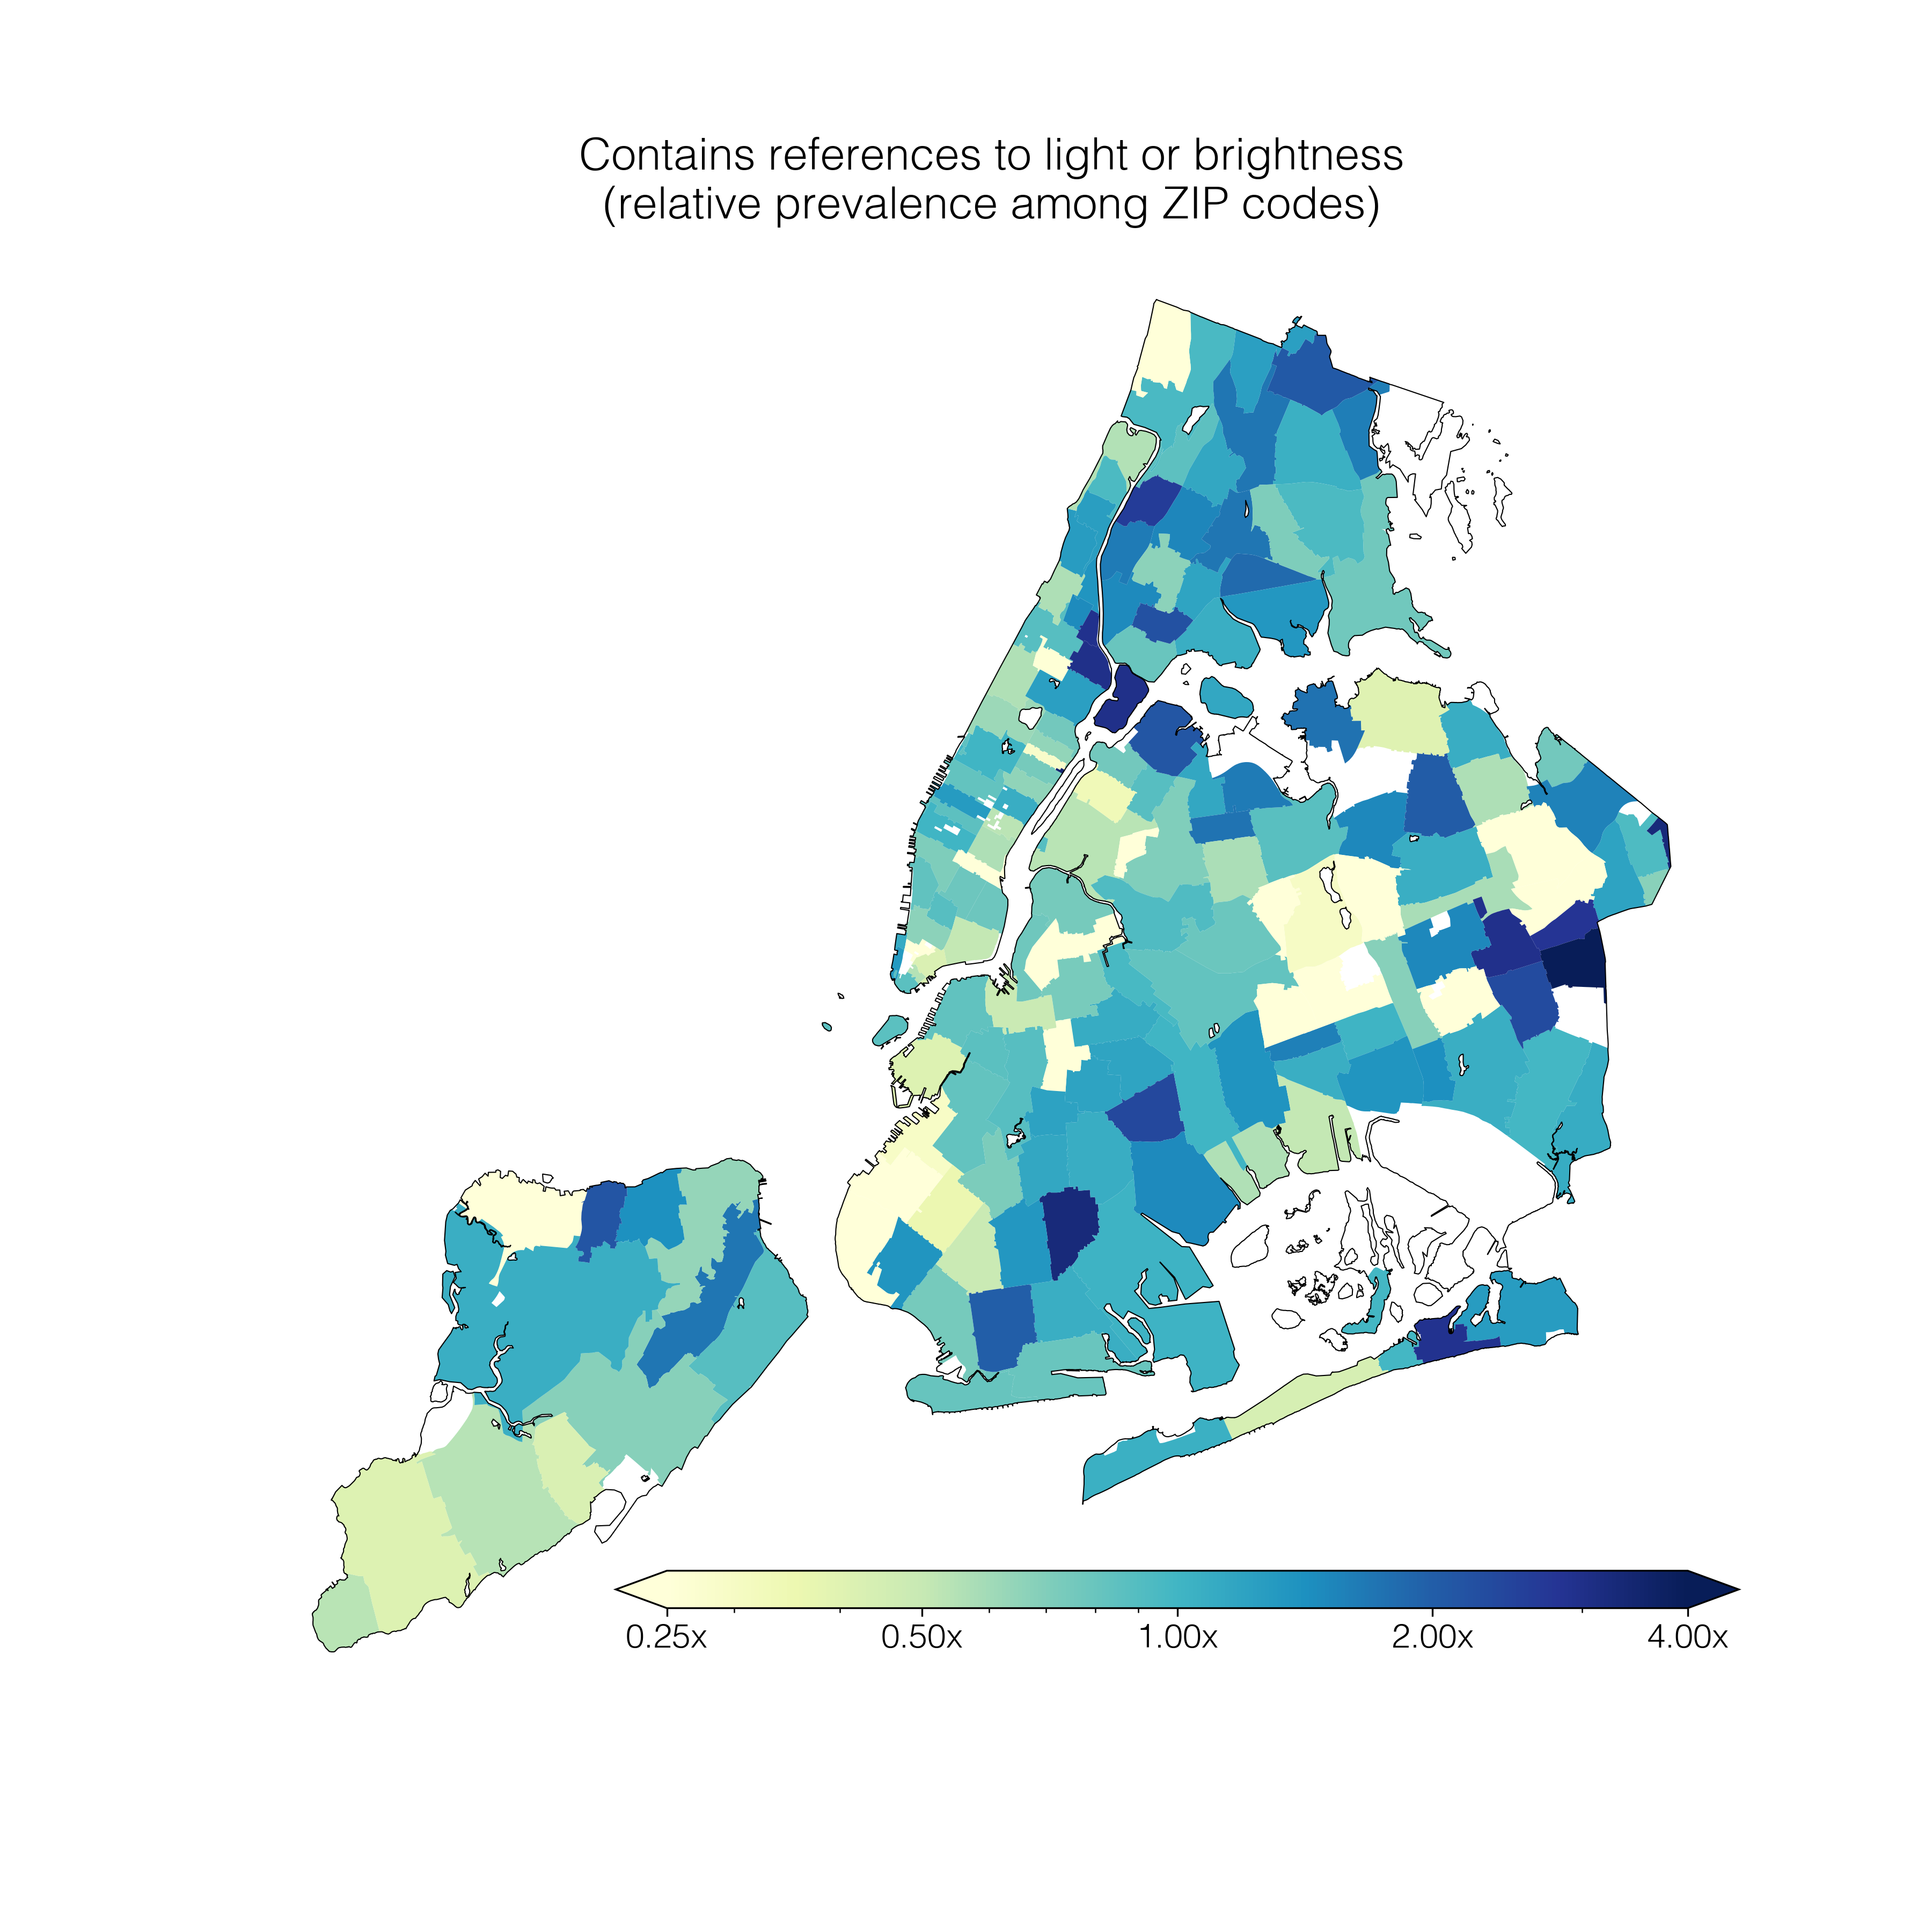 Contains references to light or brightness
(relative prevalence among ZIP codes)
0.25x 0.50x 1.00x 2.00x 4.00x